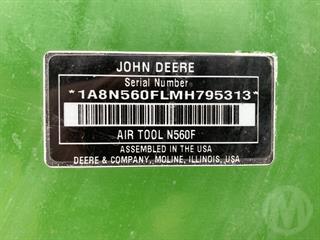 JOHN DEERE
Serial Number
*1A8N560FLMH795313*
AIR TOOL N560F
ASSEMBLED IN THE USA
DEERE & COMPANY, MOLINE, ILLINOIS, USA